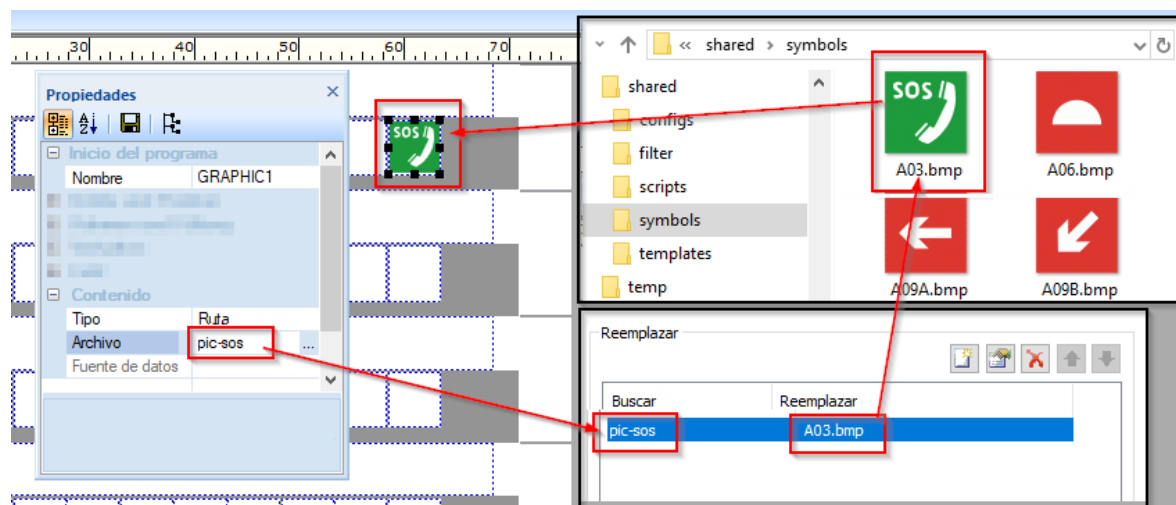 30 40 50 60 70
Propiedades
Inicio del programa
Nombre GRAPHIC1
Contenido
Tipo Ruta
Archivo pic-sos ...
Fuente de datos
SOS
« shared > symbols
shared
configs
filter
scripts
symbols
templates
temp
SOS
A03.bmp A06.bmp
A09A.bmp A09B.bmp
Reemplazar
Buscar Reemplazar
pic-sos A03.bmp